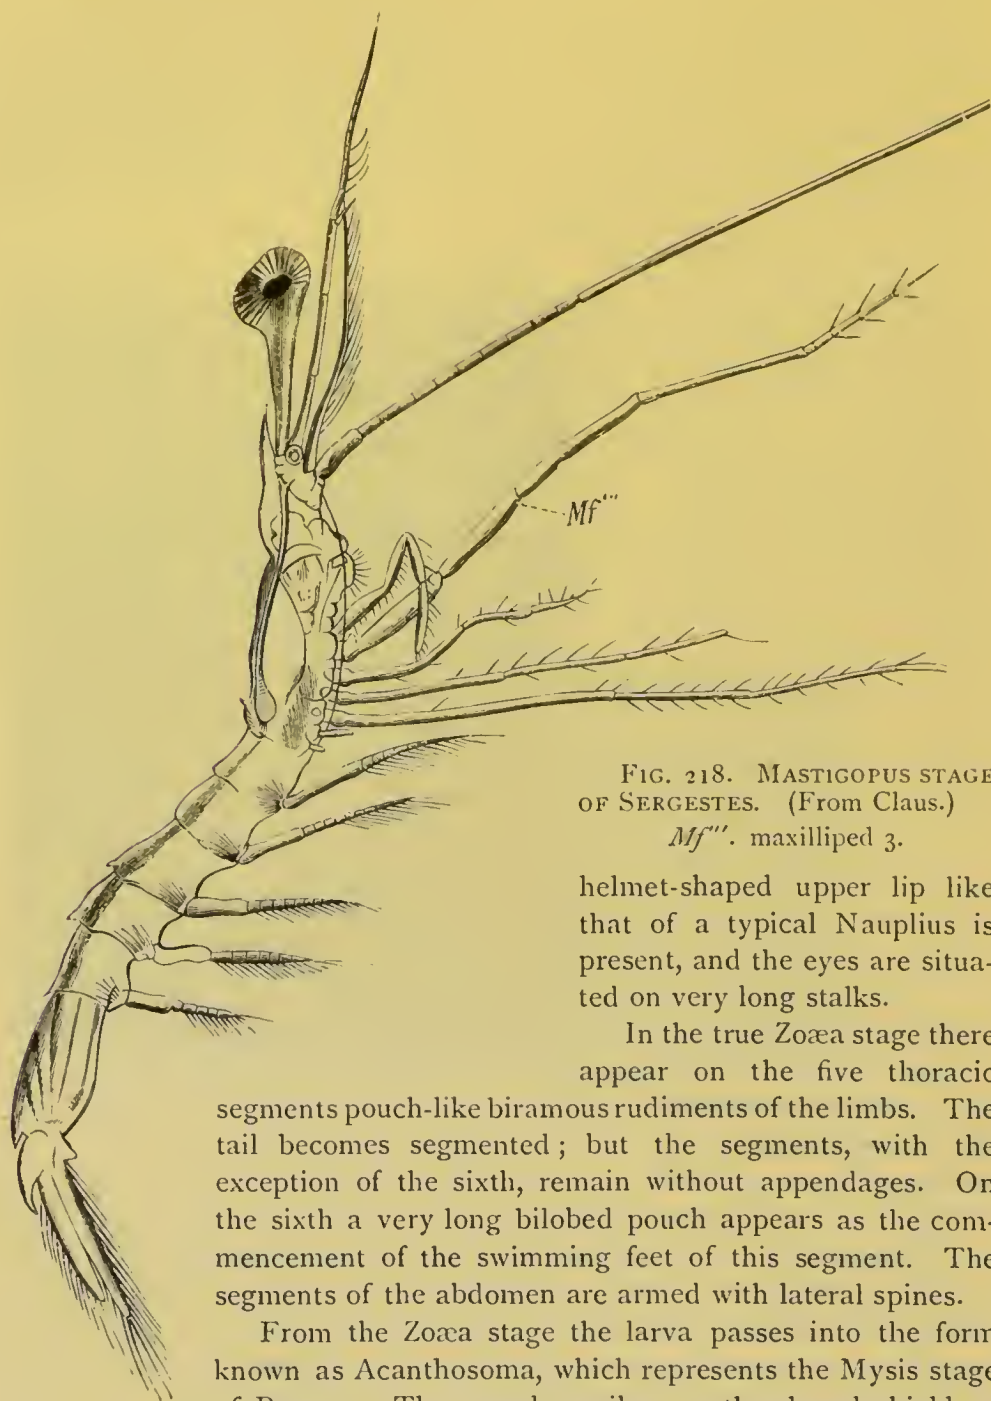 Mf‴
FIG. 218. MASTIGOPUS STAGE
OF SERGESTES. (From Claus.)
Mf‴. maxilliped 3.
helmet-shaped upper lip like
that of a typical Nauplius is
present, and the eyes are situa-
ted on very long stalks.
In the true Zoæa stage there
appear on the five thoracic
segments pouch-like biramous rudiments of the limbs. The
tail becomes segmented; but the segments, with the
exception of the sixth, remain without appendages. On
the sixth a very long bilobed pouch appears as the com-
mencement of the swimming feet of this segment. The
segments of the abdomen are armed with lateral spines.
From the Zoæa stage the larva passes into the form
known as Acanthosoma, which represents the Mysis stage